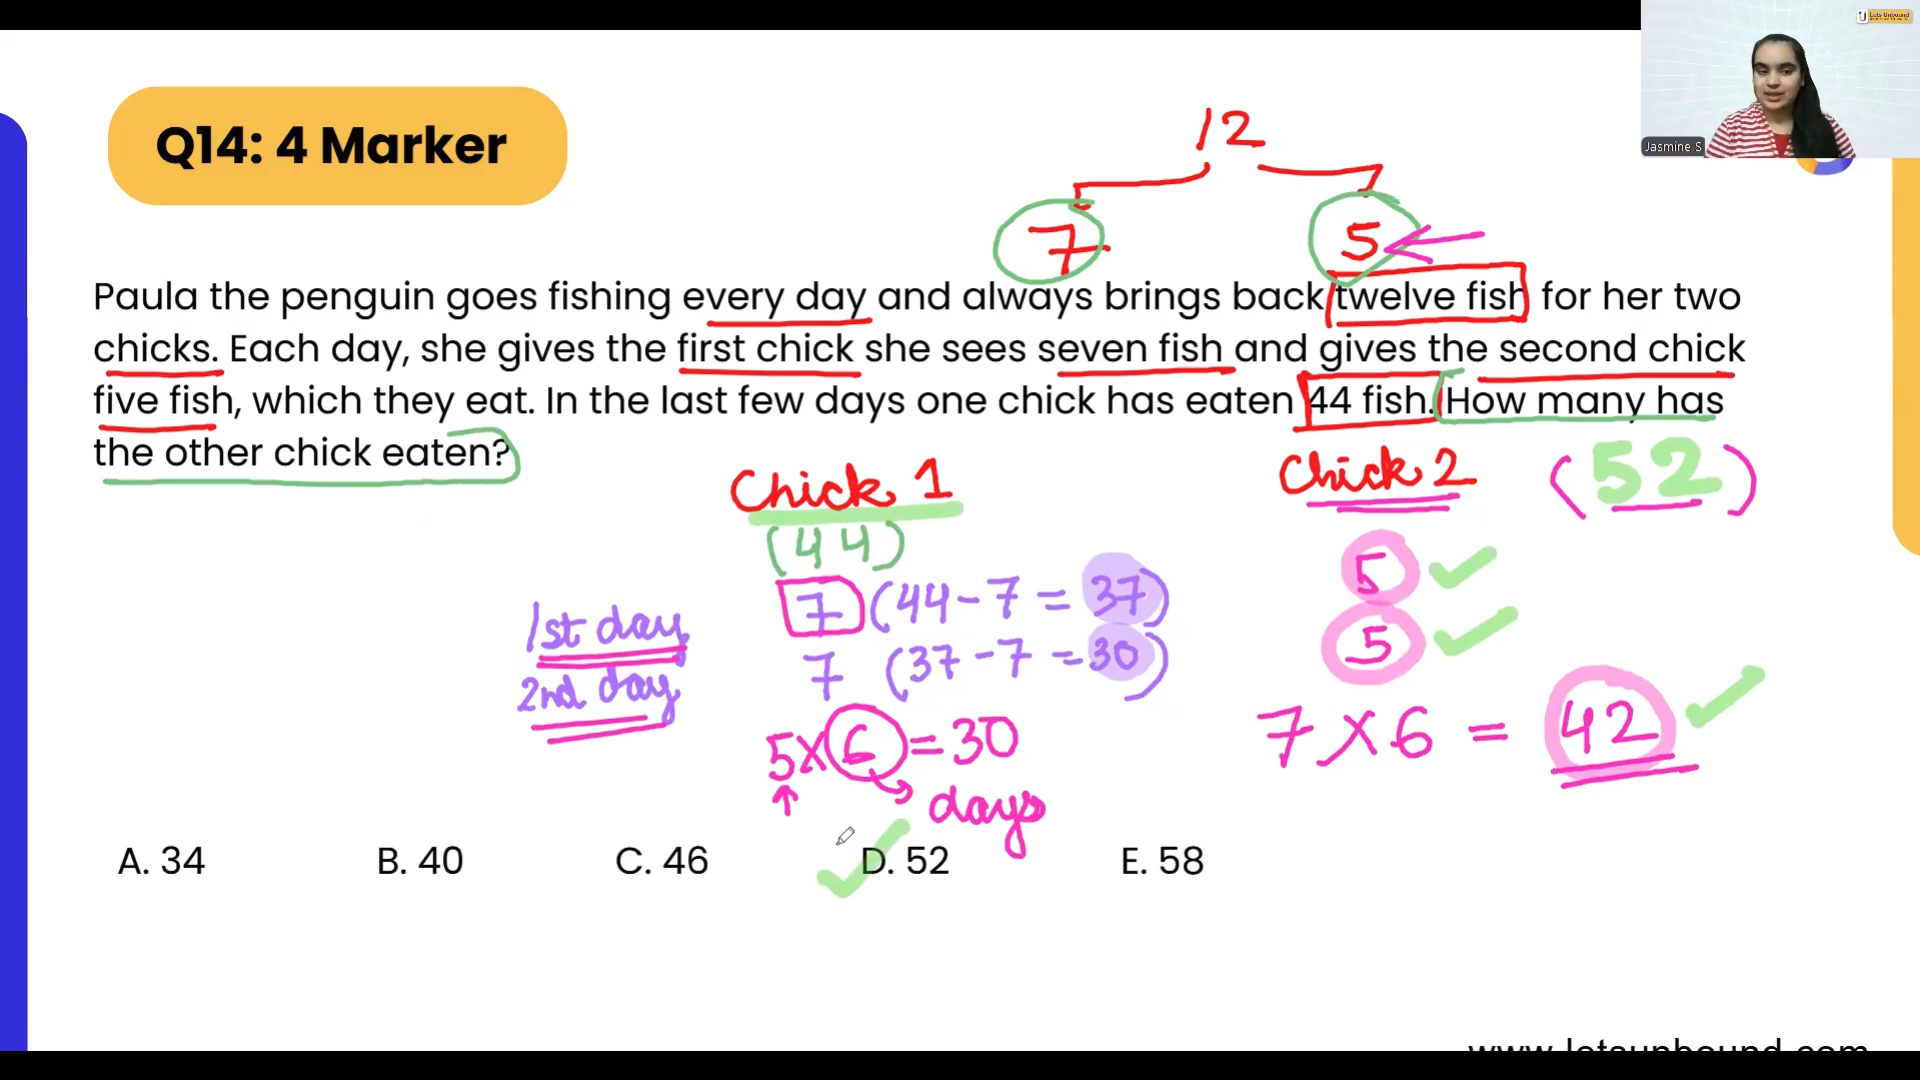 Lets Unbound
Jasmine S
Q14: 4 Marker
12
7 5
Paula the penguin goes fishing every day and always brings back twelve fish for her two
chicks. Each day, she gives the first chick she sees seven fish and gives the second chick
five fish, which they eat. In the last few days one chick has eaten 44 fish. How many has
the other chick eaten?
Chick 1 Chick 2 (52)
(44)
1st day 7 (44-7 = 37) 5
2nd day 7 (37-7 = 30) 5
5×6 = 30 7×6 = 42
days
A. 34 B. 40 C. 46 D. 52 E. 58
www.letsunbound.com